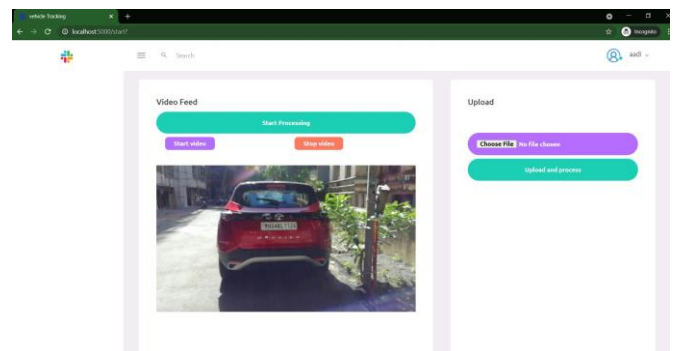 vehicle Tracking
localhost:5000/start?
Incognito
Search
aadi
Video Feed
Start Processing
Start video
Stop video
Upload
Choose File No file chosen
Upload and process